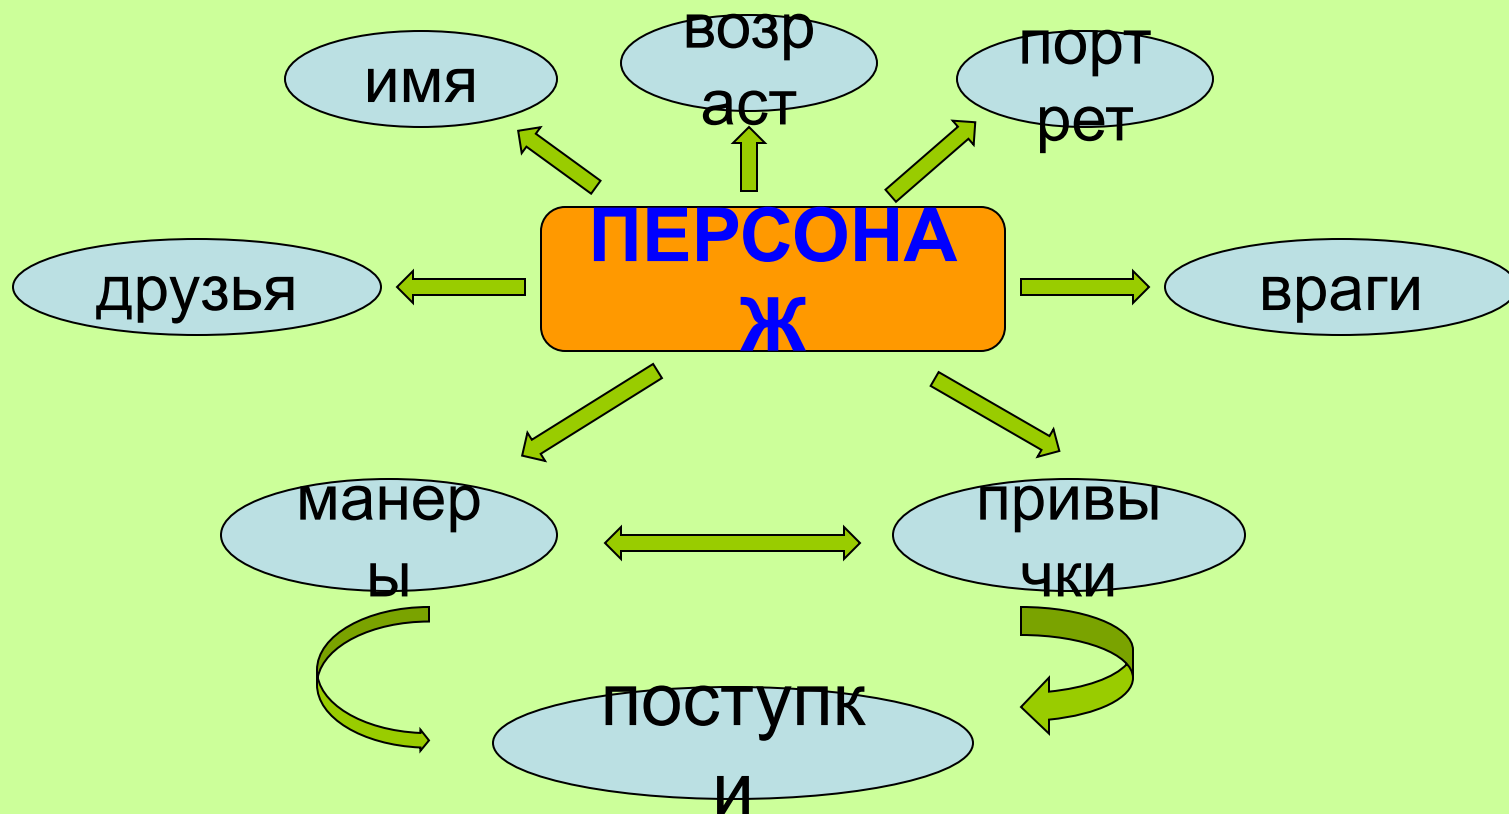 имя
возр
аст
порт
рет
ПЕРСОНА
Ж
друзья
враги
манер
ы
привы
чки
поступк
и